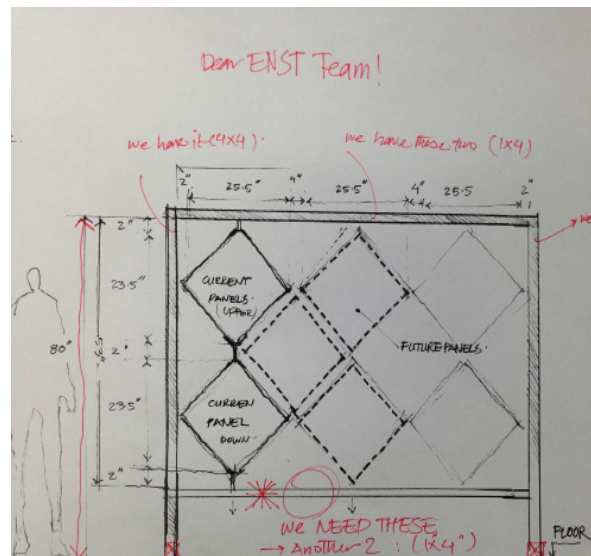 Dear ENST Team!
we have it (4x4).
we have these two (1x4)
2"
25.5"
4"
25.5"
4"
25.5
2"
we
2"
23.5"
2"
23.5"
2"
80"
CURRENT
PANELS.
(UPPER)
CURREN
PANEL
DOWN
FUTURE PANELS.
we NEED THESE
→ Another 2 : (1x4")
FLOOR